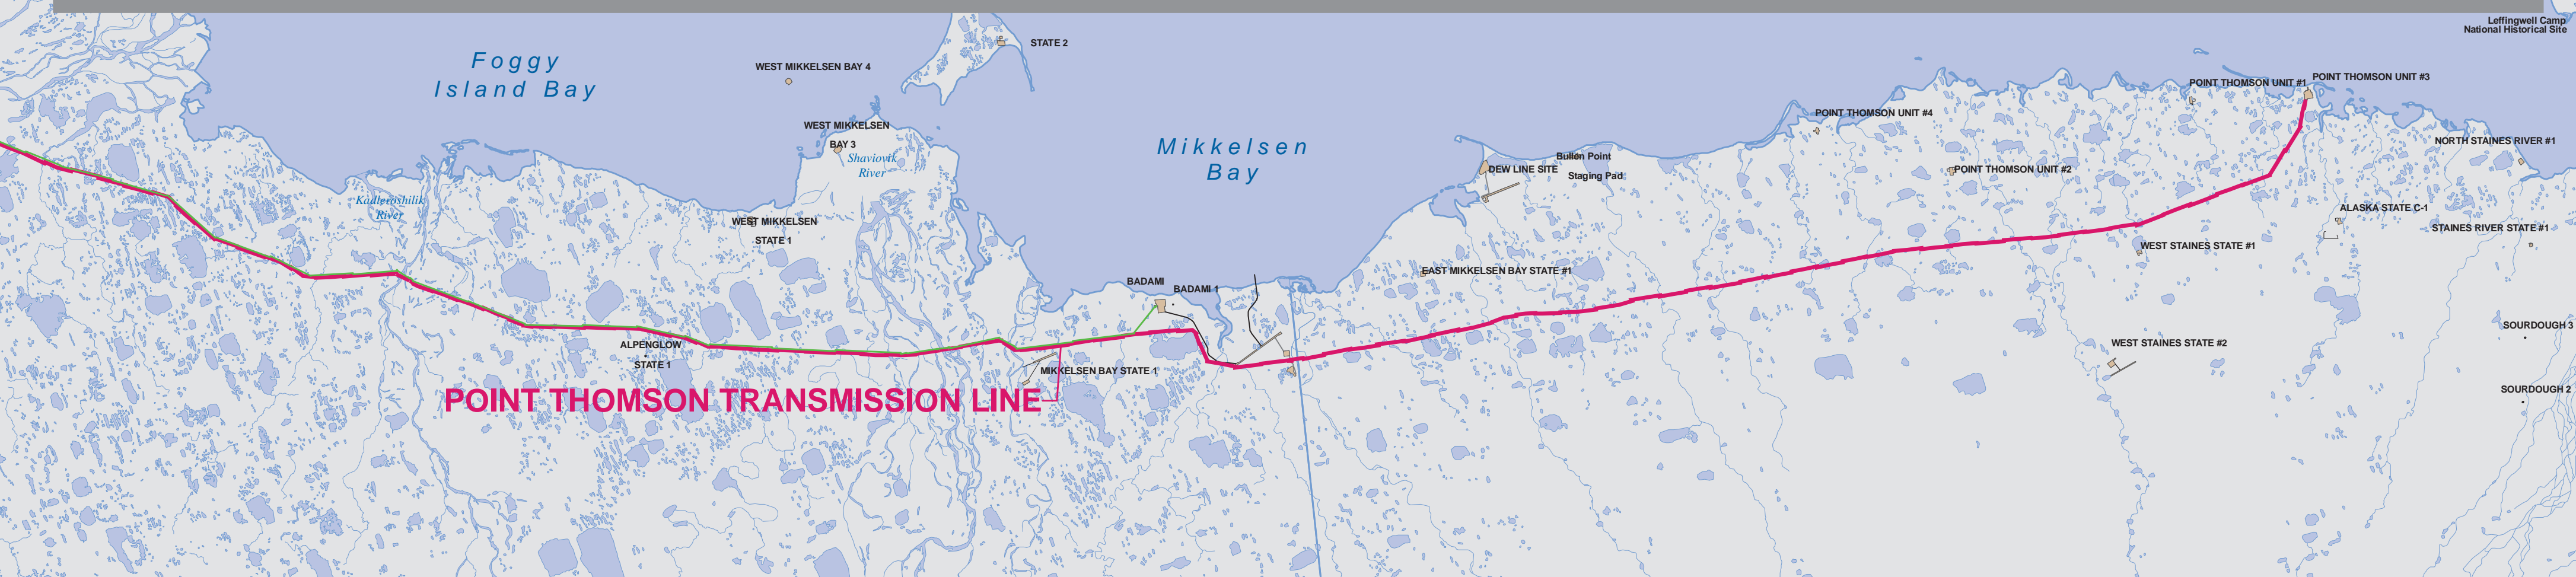 Leffingwell Camp
National Historical Site
Foggy
Island Bay
WEST MIKKELSEN BAY 4
STATE 2
WEST MIKKELSEN
BAY 3
Shaviovik
River
Kadleroshilik
River
WEST MIKKELSEN
STATE 1
Mikkelsen
Bay
DEW LINE SITE
Bullen Point
Staging Pad
POINT THOMSON UNIT #4
POINT THOMSON UNIT #1
POINT THOMSON UNIT #3
POINT THOMSON UNIT #2
NORTH STAINES RIVER #1
ALASKA STATE C-1
STAINES RIVER STATE #1
WEST STAINES STATE #1
EAST MIKKELSEN BAY STATE #1
BADAMI
BADAMI 1
ALPENGLOW
STATE 1
MIKKELSEN BAY STATE 1
POINT THOMSON TRANSMISSION LINE
WEST STAINES STATE #2
SOURDOUGH 3
SOURDOUGH 2